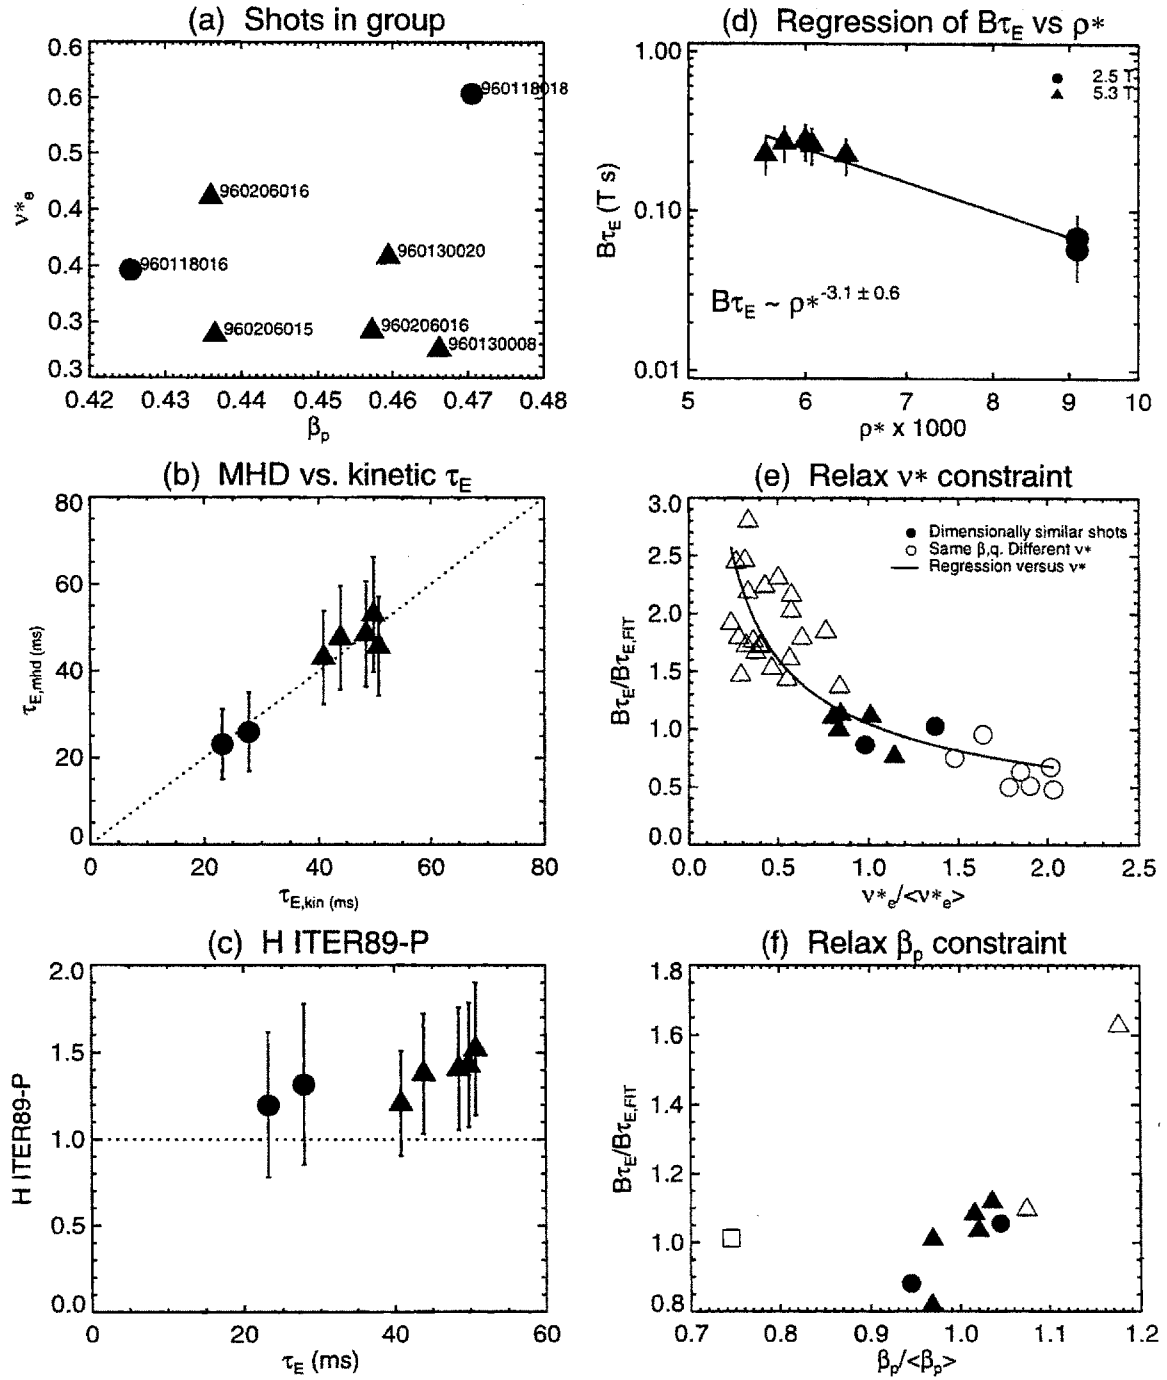 (a) Shots in group
0.6
0.6
0.5
0.4
0.4
0.3
0.3
ν*e
960118018
960206016
960130020
960118016
960206015
960206016
960130008
0.42 0.43 0.44 0.45 0.46 0.47 0.48
βp
(d) Regression of BτE vs ρ*
1.00
0.10
0.01
BτE (T s)
2.5 T
5.3 T
BτE ~ ρ*-3.1 ± 0.6
5 6 7 8 9 10
ρ* x 1000
(b) MHD vs. kinetic τE
80
60
40
20
0
τE,mhd (ms)
0 20 40 60 80
τE,kin (ms)
(e) Relax ν* constraint
3.0
2.5
2.0
1.5
1.0
0.5
0.0
BτE/BτE,FIT
Dimensionally similar shots
Same β,q. Different ν*
Regression versus ν*
0.0 0.5 1.0 1.5 2.0 2.5
ν*e/<ν*e>
(c) H ITER89-P
2.0
1.5
1.0
0.5
0.0
H ITER89-P
0 20 40 60
τE (ms)
(f) Relax βp constraint
1.8
1.6
1.4
1.2
1.0
0.8
BτE/BτE,FIT
0.7 0.8 0.9 1.0 1.1 1.2
βp/<βp>